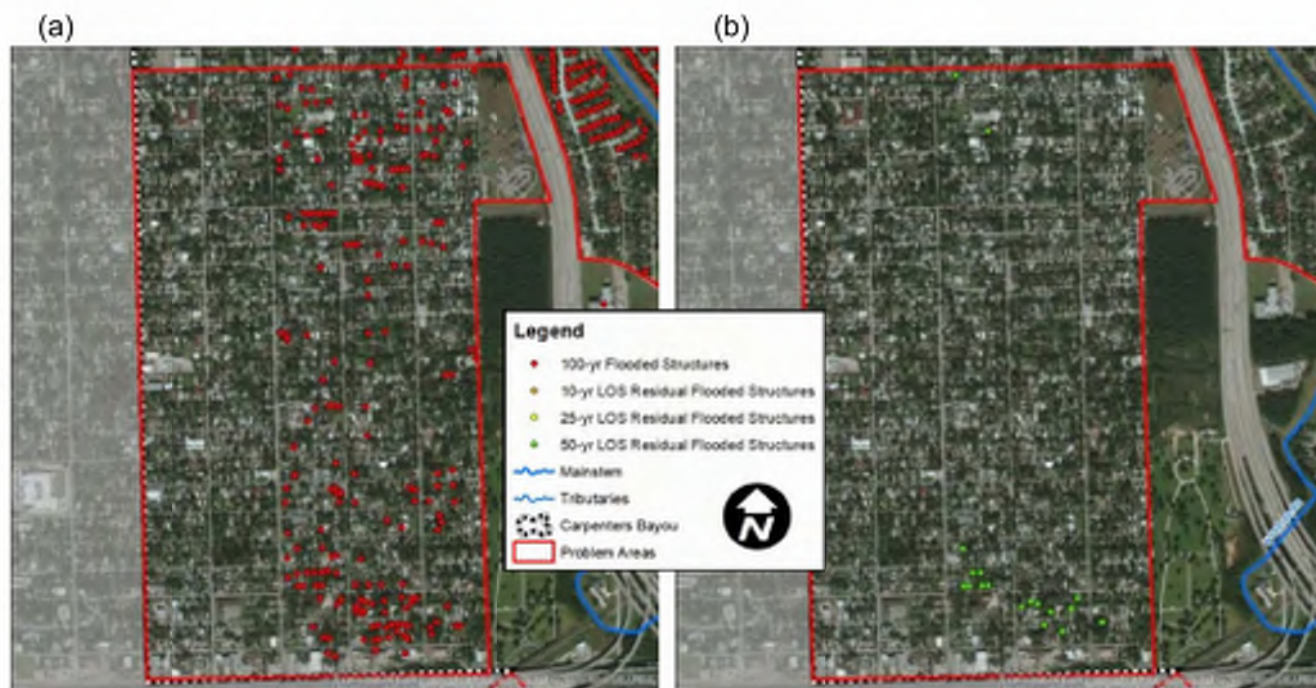 (a)
(b)
Legend
100-yr Flooded Structures
10-yr LOS Residual Flooded Structures
25-yr LOS Residual Flooded Structures
50-yr LOS Residual Flooded Structures
Mainstem
Tributaries
Carpenters Bayou
Problem Areas
N